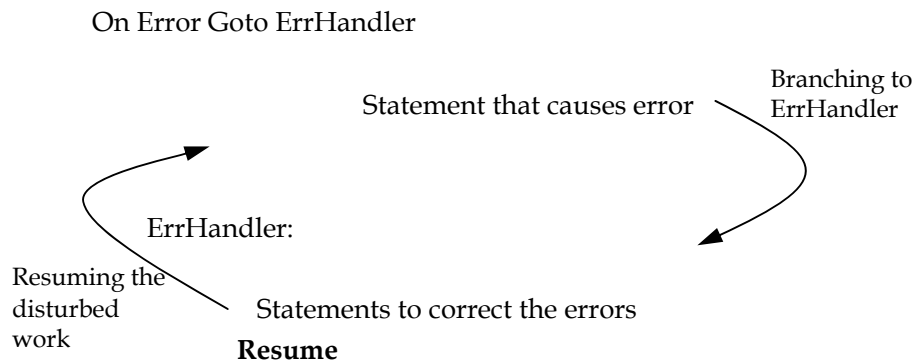 On Error Goto ErrHandler
Branching to
ErrHandler
Statement that causes error
ErrHandler:
Resuming the
disturbed
work
Statements to correct the errors
Resume